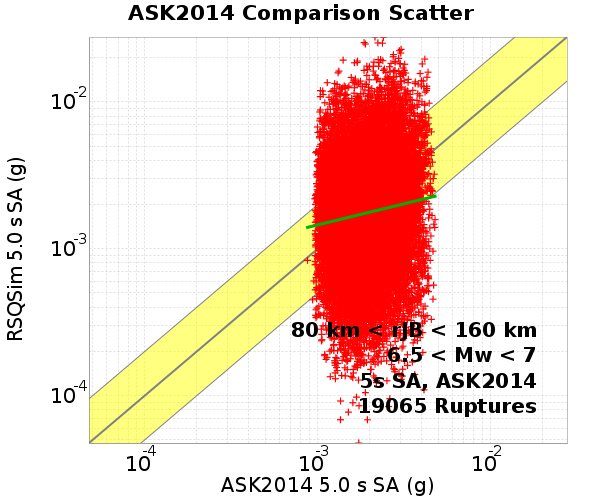 ASK2014 Comparison Scatter
RSQSim 5.0 s SA (g)
10-2
10-3
10-4
80 km < rJB < 160 km
6.5 < Mw < 7
5s SA, ASK2014
19065 Ruptures
10-4 10-3 10-2
ASK2014 5.0 s SA (g)